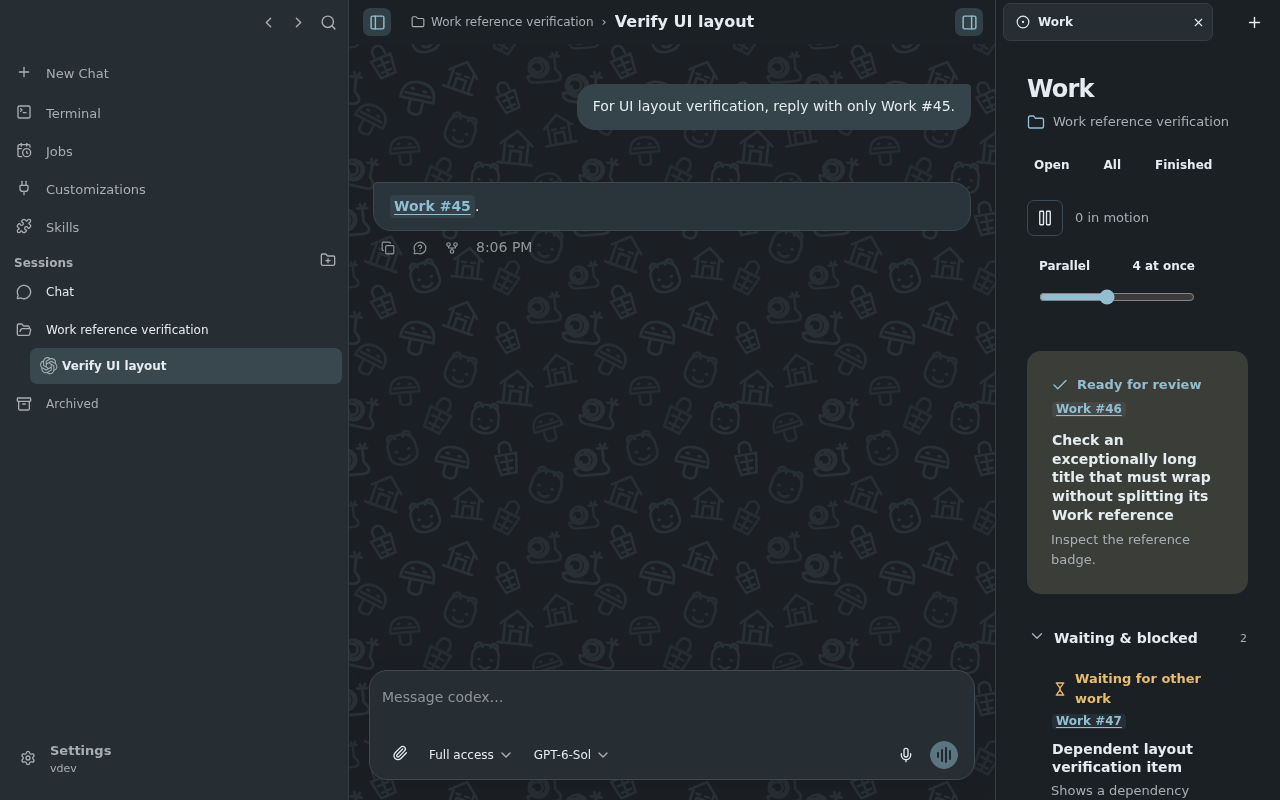 New Chat
Terminal
Jobs
Customizations
Skills
Sessions
Chat
Work reference verification
Verify UI layout
Archived
Settings
vdev
Work reference verification › Verify UI layout
For UI layout verification, reply with only Work #45.
Work #45.
8:06 PM
Message codex...
Full access
GPT-6-Sol
Work
Work
Work reference verification
Open All Finished
0 in motion
Parallel 4 at once
Ready for review
Work #46
Check an
exceptionally long
title that must wrap
without splitting its
Work reference
Inspect the reference
badge.
Waiting & blocked 2
Waiting for other
work
Work #47
Dependent layout
verification item
Shows a dependency